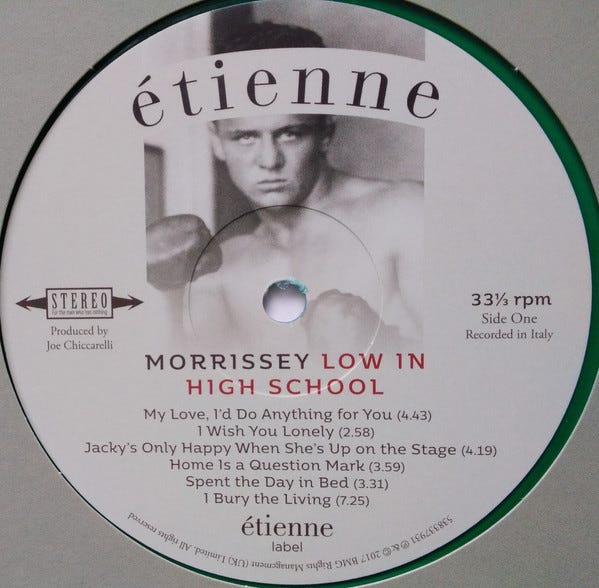 étienne
STEREO
For the man who has nothing
Produced by
Joe Chiccarelli
33⅓ rpm
Side One
Recorded in Italy
MORRISSEY LOW IN
HIGH SCHOOL
My Love, I'd Do Anything for You (4.43)
I Wish You Lonely (2.58)
Jacky's Only Happy When She's Up on the Stage (4.19)
Home Is a Question Mark (3.59)
Spent the Day in Bed (3.31)
I Bury the Living (7.25)
étienne
label
538337931 ℗ & © 2017 BMG Rights Management (UK) Limited. All rights reserved